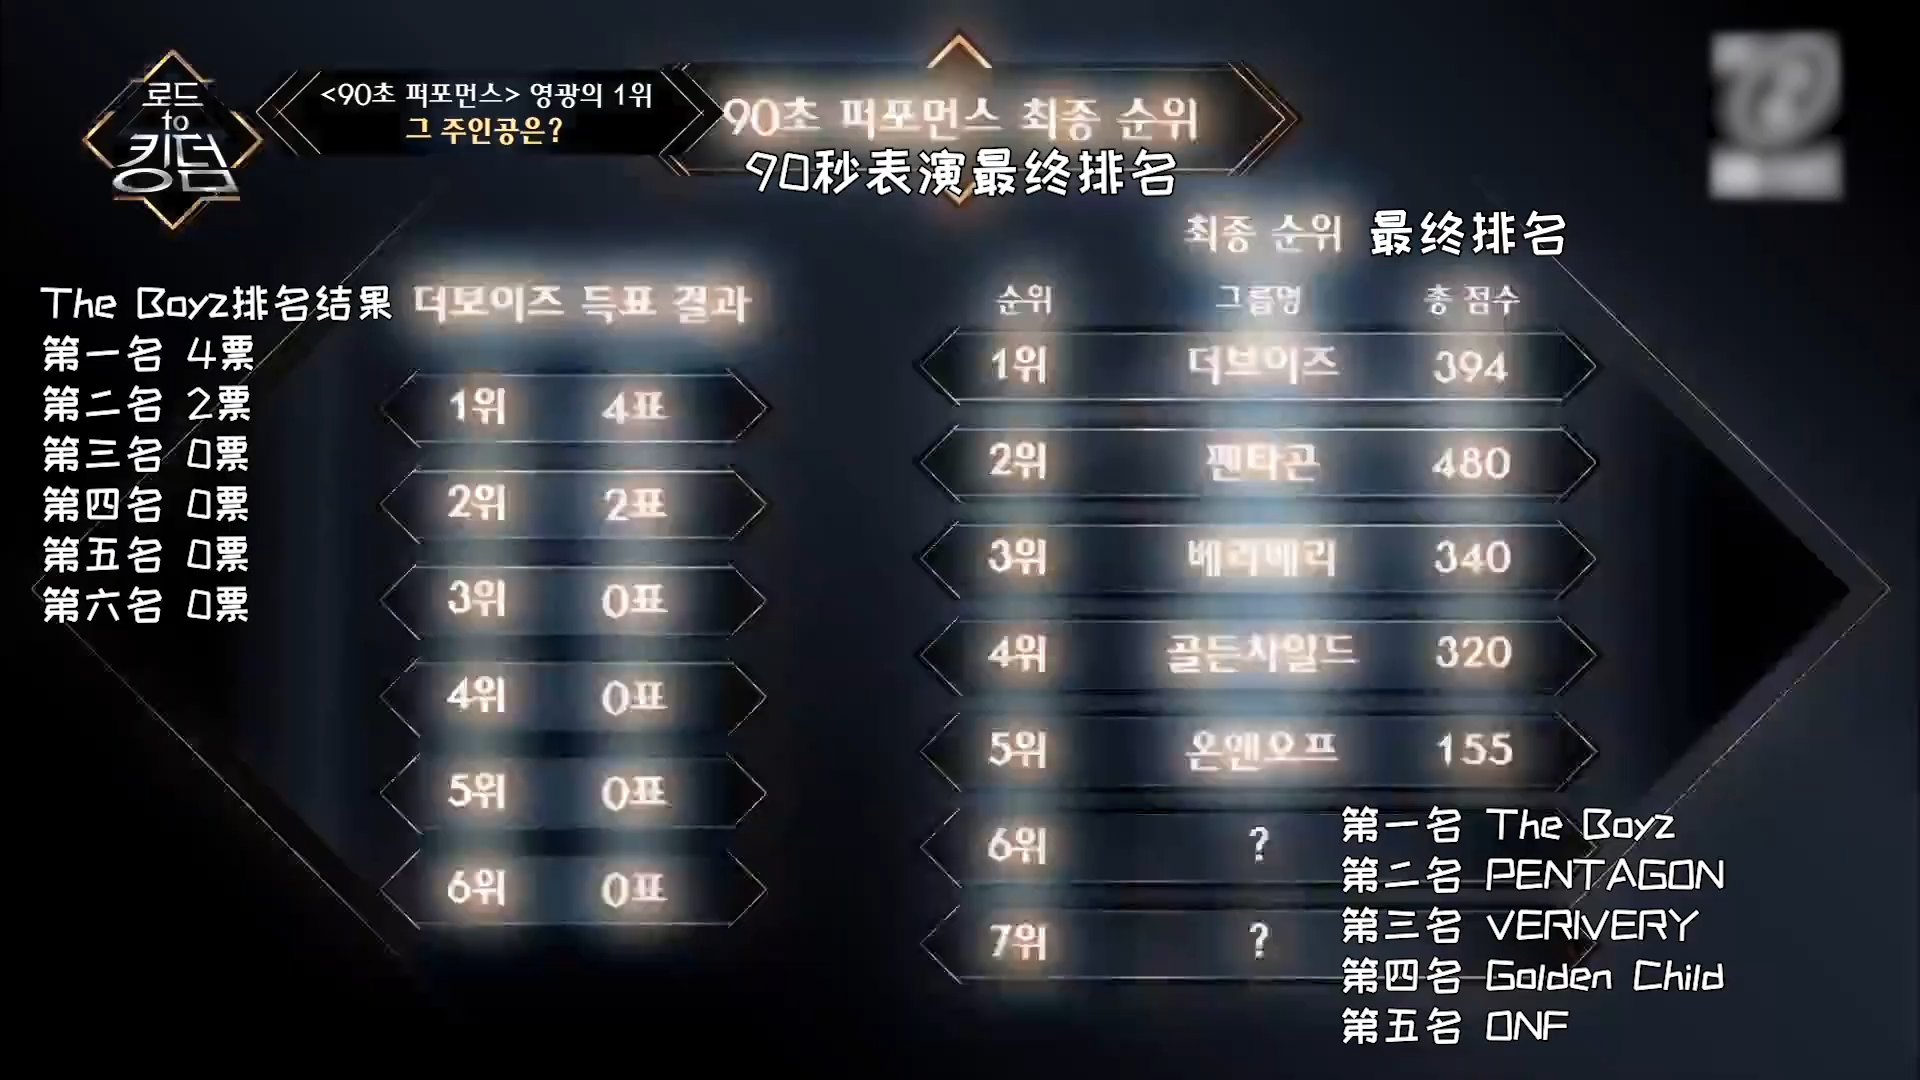 로드
to
킹덤
<90초 퍼포먼스> 영광의 1위
그 주인공은?
90초 퍼포먼스 최종 순위
90秒表演最终排名
The Boyz排名结果
第一名 4票
第二名 2票
第三名 0票
第四名 0票
第五名 0票
第六名 0票
더보이즈 득표 결과
1위 4표
2위 2표
3위 0표
4위 0표
5위 0표
6위 0표
최종 순위 最终排名
순위 그룹명 총 점수
1위 더보이즈 394
2위 펜타곤 480
3위 베리베리 340
4위 골든차일드 320
5위 온앤오프 155
6위 ?
7위 ?
第一名 The Boyz
第二名 PENTAGON
第三名 VERIVERY
第四名 Golden Child
第五名 ONF